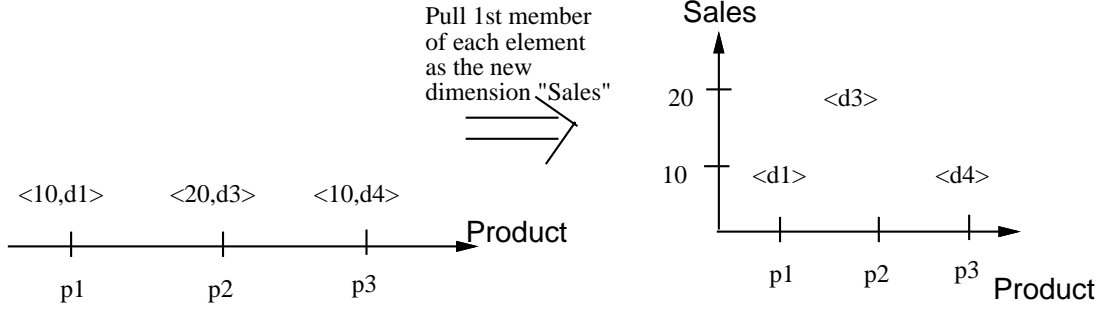 Pull 1st member
of each element
as the new
dimension "Sales"
<10,d1> <20,d3> <10,d4>
Product
p1 p2 p3
Sales
20 <d3>
10 <d1> <d4>
p1 p2 p3
Product